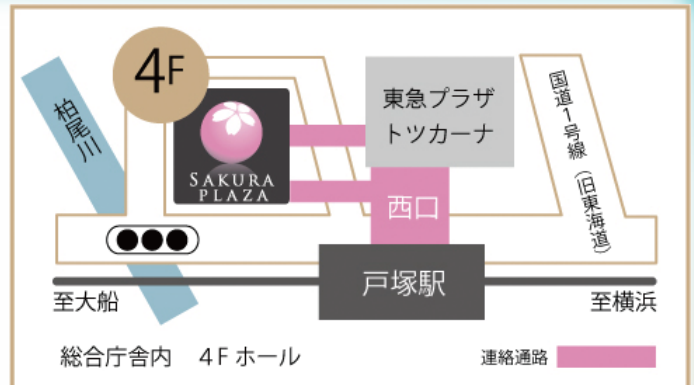 4F
柏尾川
SAKURA
PLAZA
東急プラザ
トツカーナ
国道1号線（旧東海道）
西口
戸塚駅
至大船
至横浜
総合庁舎内　4Fホール
連絡通路